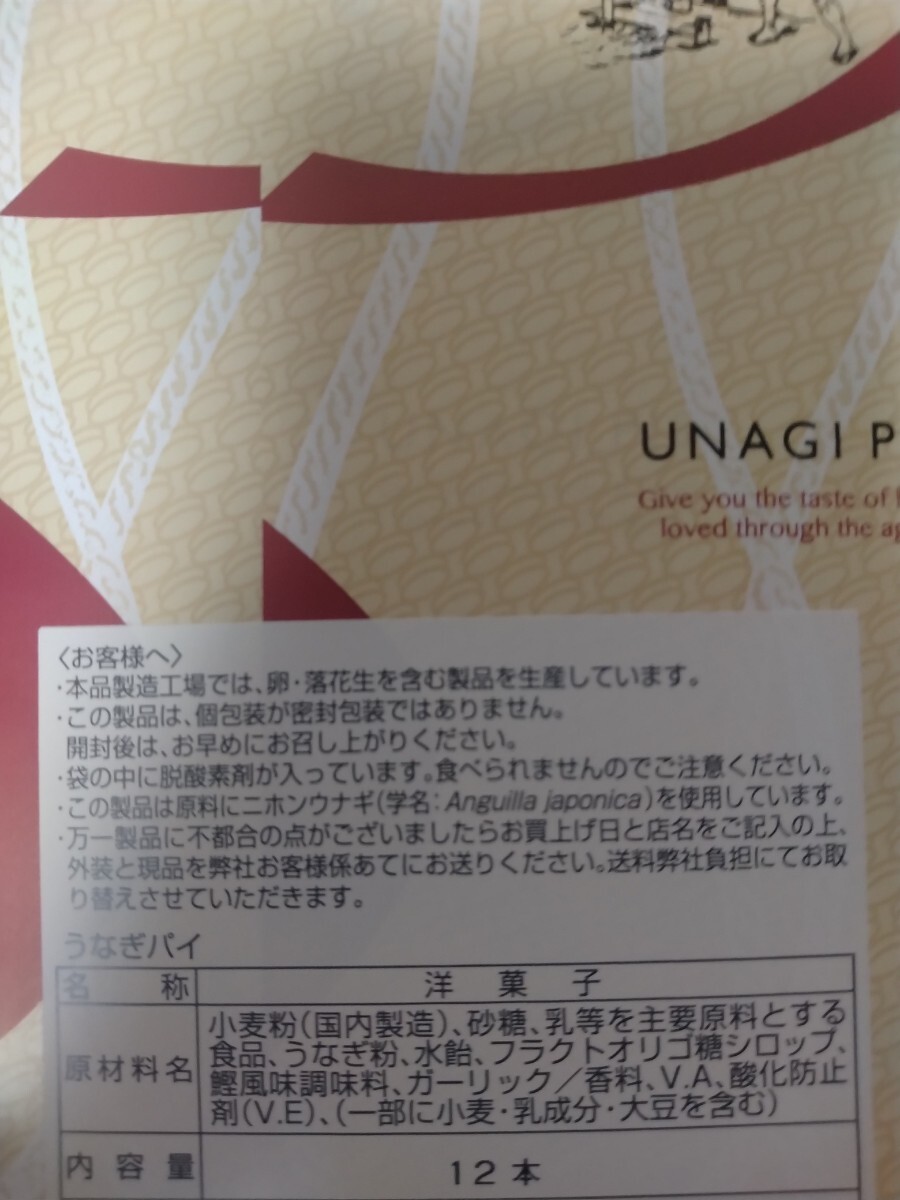 UNAGI P
Give you the taste of
loved through the ag
〈お客様へ〉
・本品製造工場では、卵・落花生を含む製品を生産しています。
・この製品は、個包装が密封包装ではありません。
開封後は、お早めにお召し上がりください。
・袋の中に脱酸素剤が入っています。食べられませんのでご注意ください。
・この製品は原料にニホンウナギ(学名：Anguilla japonica)を使用しています。
・万一製品に不都合の点がございましたらお買上げ日と店名をご記入の上、
外装と現品を弊社お客様係あてにお送りください。送料弊社負担にてお取
り替えさせていただきます。
うなぎパイ
名称 洋菓子
原材料名 小麦粉(国内製造)、砂糖、乳等を主要原料とする
食品、うなぎ粉、水飴、フラクトオリゴ糖シロップ、
鰹風味調味料、ガーリック／香料、V.A、酸化防止
剤(V.E)、(一部に小麦・乳成分・大豆を含む)
内容量 12本